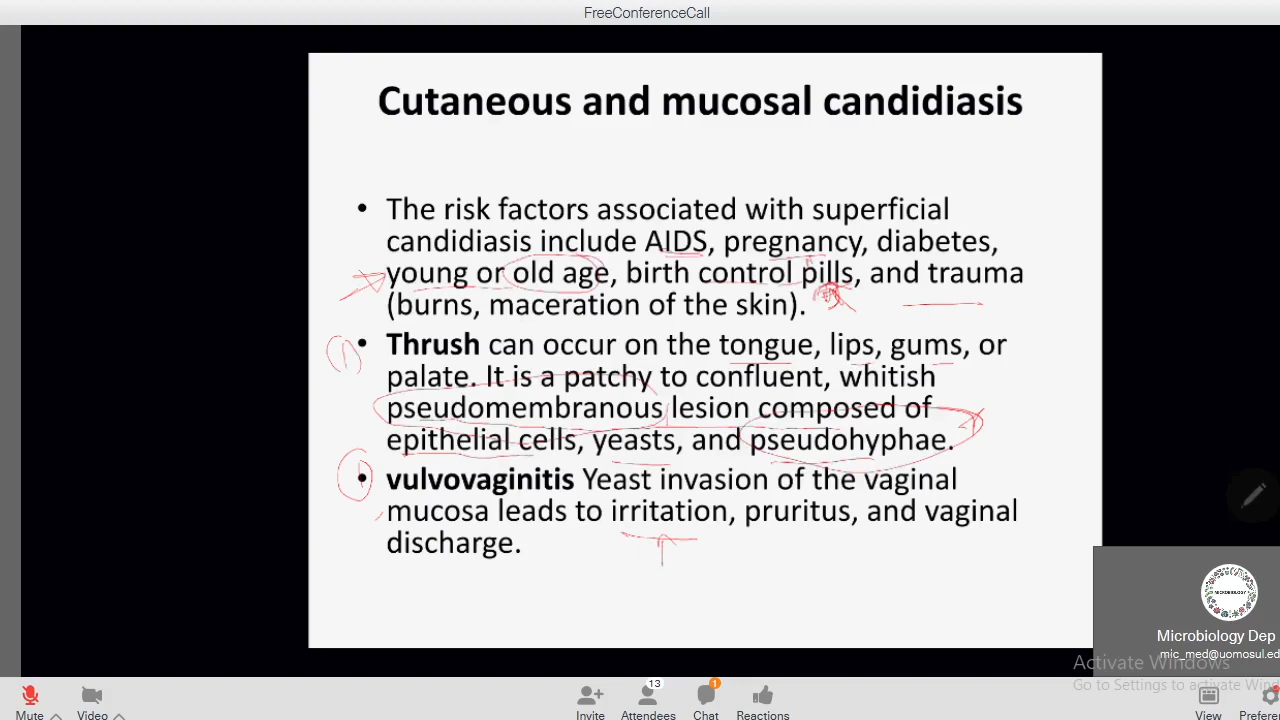 FreeConferenceCall
Cutaneous and mucosal candidiasis
• The risk factors associated with superficial
candidiasis include AIDS, pregnancy, diabetes,
young or old age, birth control pills, and trauma
(burns, maceration of the skin).
• Thrush can occur on the tongue, lips, gums, or
palate. It is a patchy to confluent, whitish
pseudomembranous lesion composed of
epithelial cells, yeasts, and pseudohyphae.
• vulvovaginitis Yeast invasion of the vaginal
mucosa leads to irritation, pruritus, and vaginal
discharge.
MICROBIOLOGY
Microbiology Dep
mic_med@uomosul.ed
Activate Windows
Go to Settings to activate Win
13
1
Mute
Video
Invite
Attendees
Chat
Reactions
View
Prefere